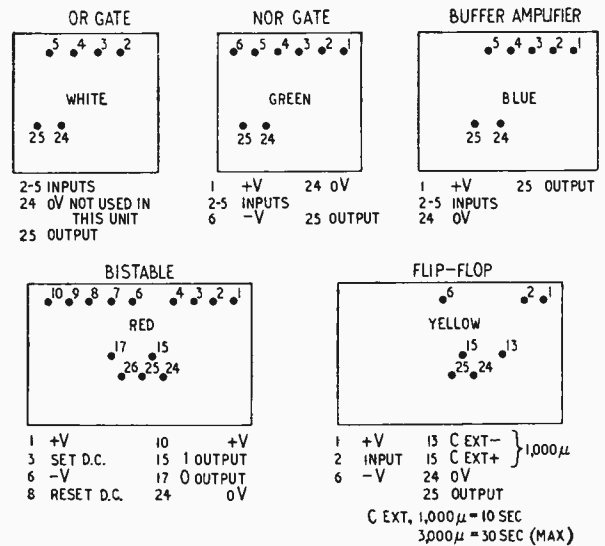 OR GATE
5 4 3 2
WHITE
25 24
2-5 INPUTS
24 0V NOT USED IN
THIS UNIT
25 OUTPUT
NOR GATE
6 5 4 3 2 1
GREEN
25 24
1 +V 24 0V
2-5 INPUTS
6 -V 25 OUTPUT
BUFFER AMPLIFIER
5 4 3 2 1
BLUE
25 24
1 +V 25 OUTPUT
2-5 INPUTS
24 0V
BISTABLE
10 9 8 7 6 4 3 2 1
RED
17 15
26 25 24
1 +V 10 +V
3 SET D.C. 15 1 OUTPUT
6 -V 17 0 OUTPUT
8 RESET D.C. 24 0V
FLIP-FLOP
6 2 1
YELLOW
15 13
25 24
1 +V 13 C EXT-
2 INPUT 15 C EXT+ } 1,000µ
6 -V 24 0V
25 OUTPUT
C EXT, 1,000µ = 10 SEC
3,000µ = 30 SEC (MAX)